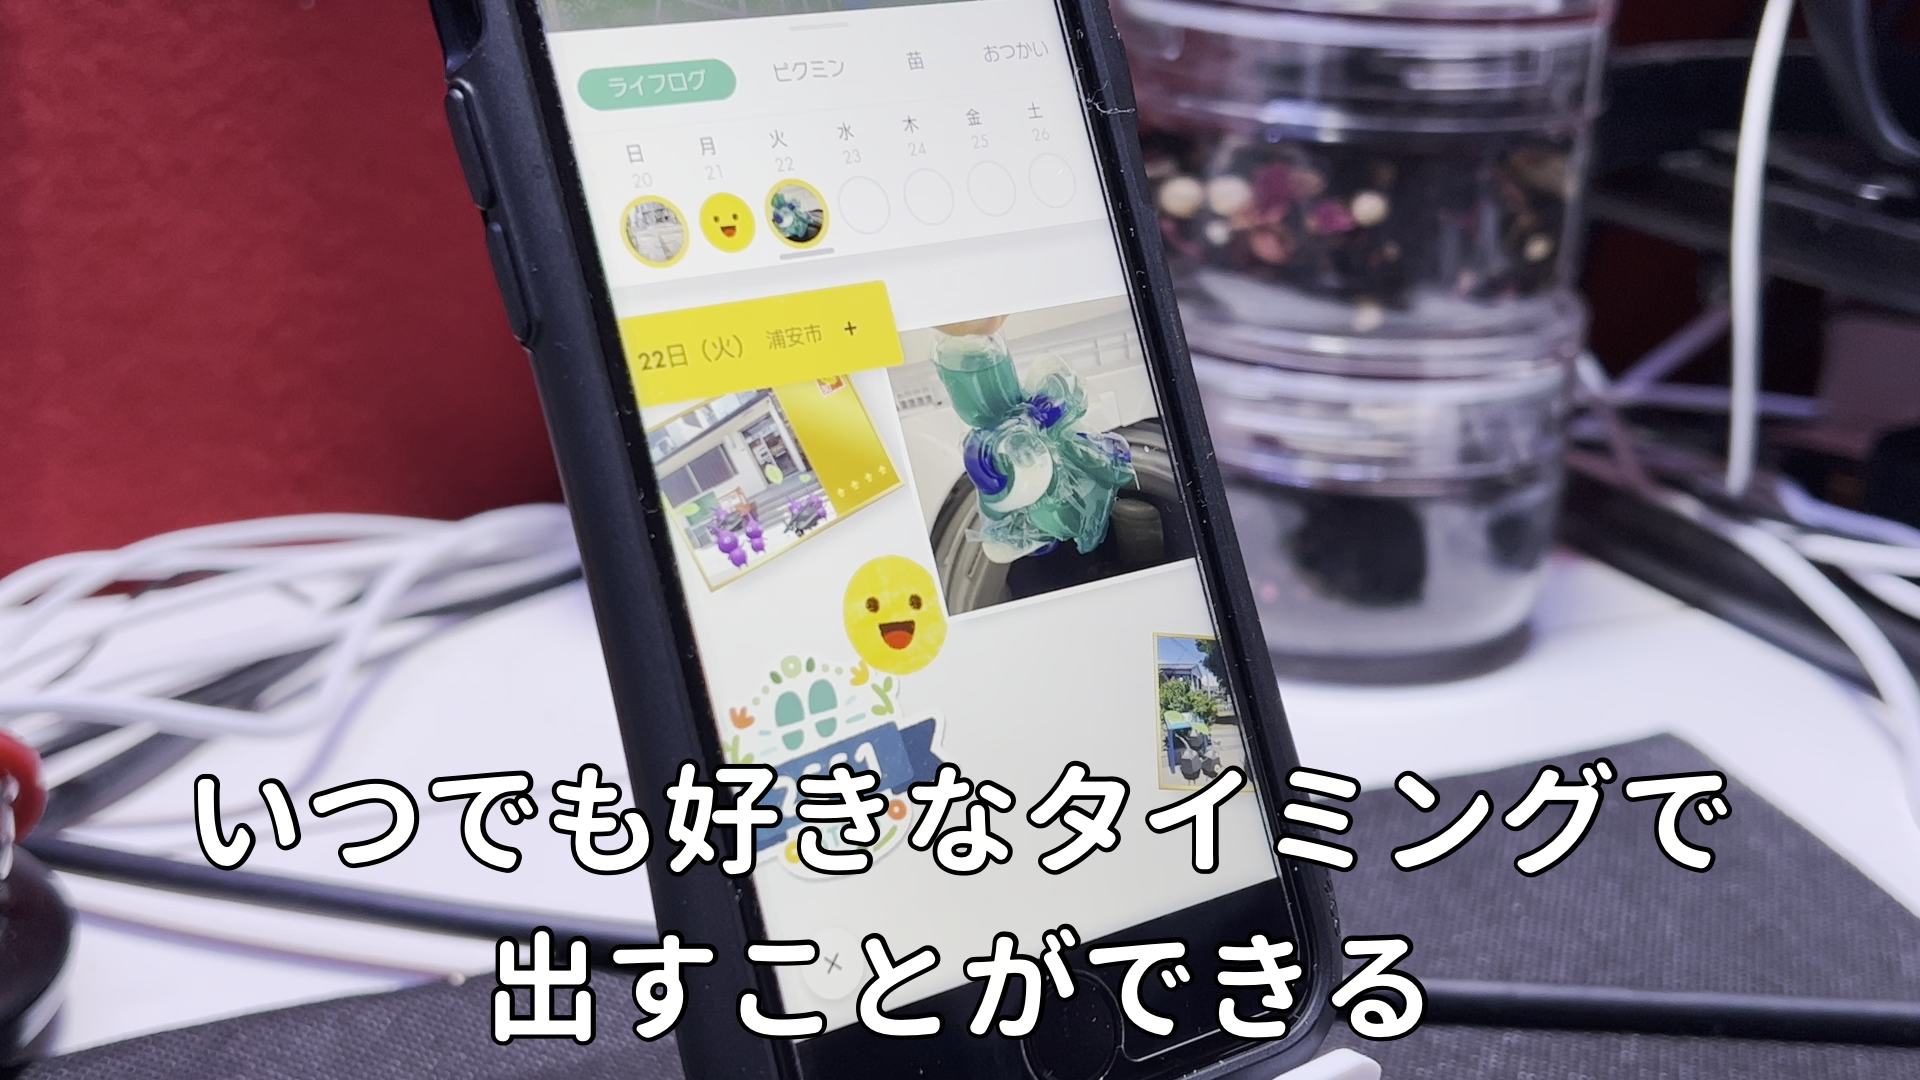 ライフログ ピクミン 苗 おつかい
日 月 火 水 木 金 土
20 21 22 23 24 25 26
22日（火） 浦安市 +
いつでも好きなタイミングで
出すことができる